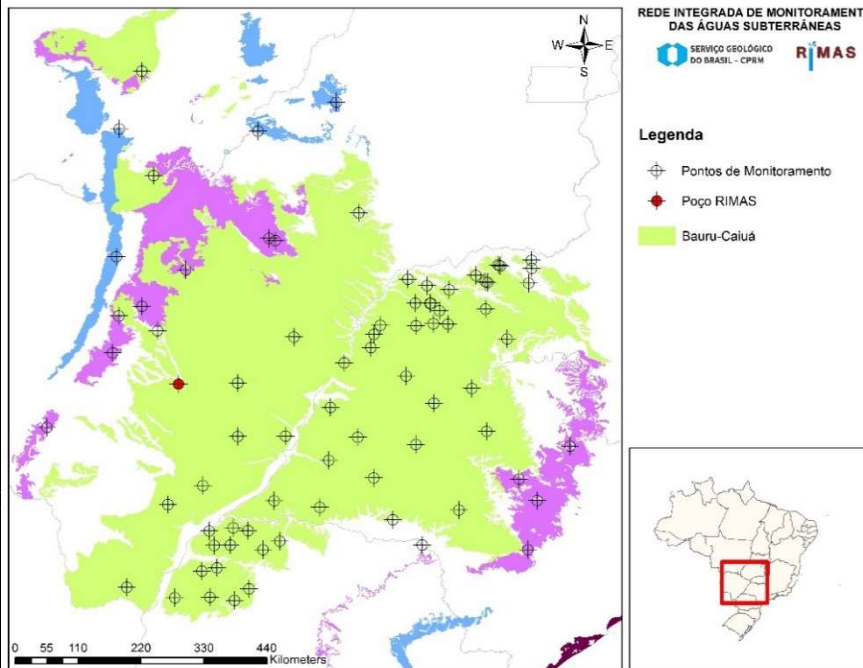 REDE INTEGRADA DE MONITORAMENT
DAS ÁGUAS SUBTERRÂNEAS
SERVIÇO GEOLÓGICO
DO BRASIL - CPRM
RIMAS
N
W E
S
Legenda
Pontos de Monitoramento
Poço RIMAS
Bauru-Caiuá
0 55 110 220 330 440
Kilometers